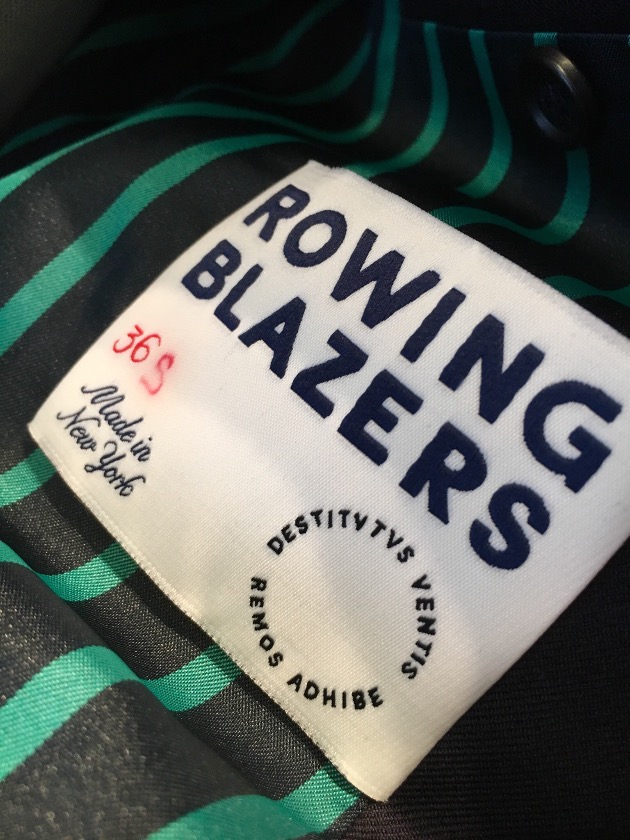 ROWING
BLAZERS
36 S
Made in
New York
DESTITVTVS VENTIS REMOS ADHIBE